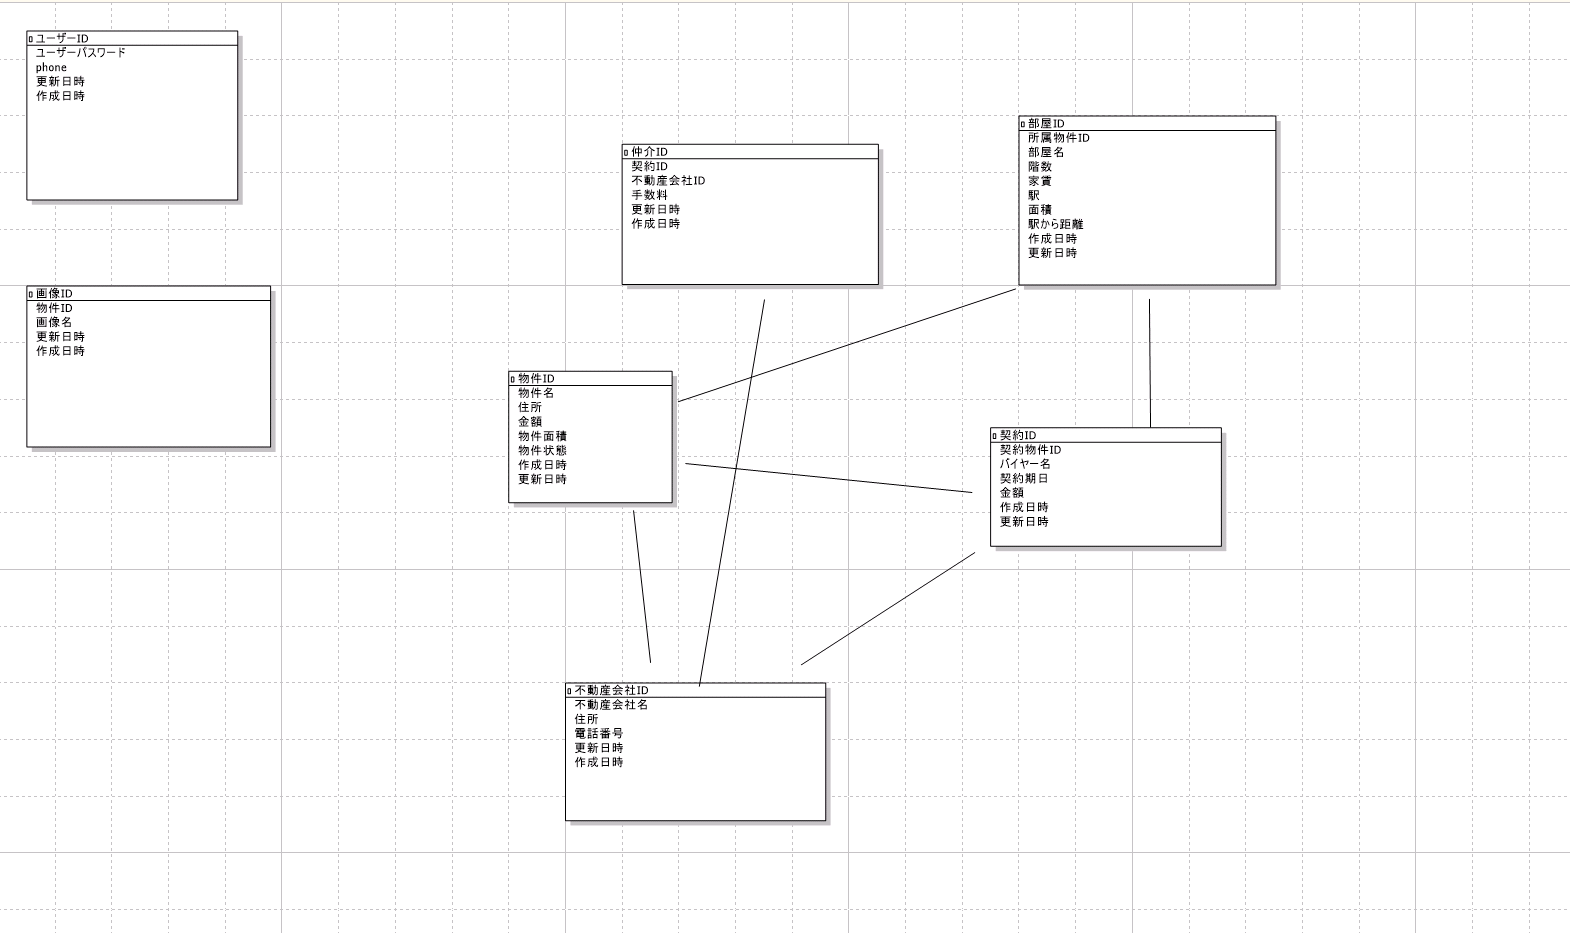 ユーザーID
ユーザーパスワード
phone
更新日時
作成日時
画像ID
物件ID
画像名
更新日時
作成日時
仲介ID
契約ID
不動産会社ID
手数料
更新日時
作成日時
部屋ID
所属物件ID
部屋名
階数
家賃
駅
面積
駅から距離
作成日時
更新日時
物件ID
物件名
住所
金額
物件面積
物件状態
作成日時
更新日時
契約ID
契約物件ID
バイヤー名
契約期日
金額
作成日時
更新日時
不動産会社ID
不動産会社名
住所
電話番号
更新日時
作成日時